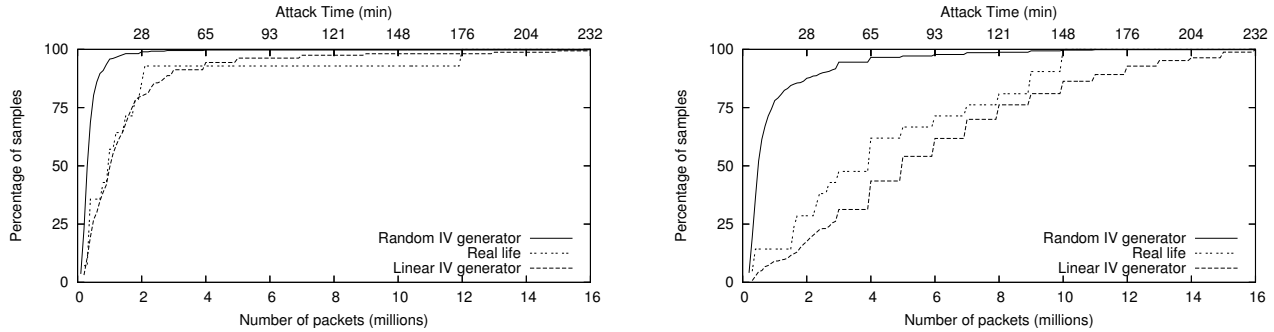 Attack Time (min)
28 65 93 121 148 176 204 232
100
75
50
25
0
Percentage of samples
Random IV generator
Real life
Linear IV generator
0 2 4 6 8 10 12 14 16
Number of packets (millions)
Attack Time (min)
28 65 93 121 148 176 204 232
100
75
50
25
0
Percentage of samples
Random IV generator
Real life
Linear IV generator
0 2 4 6 8 10 12 14 16
Number of packets (millions)